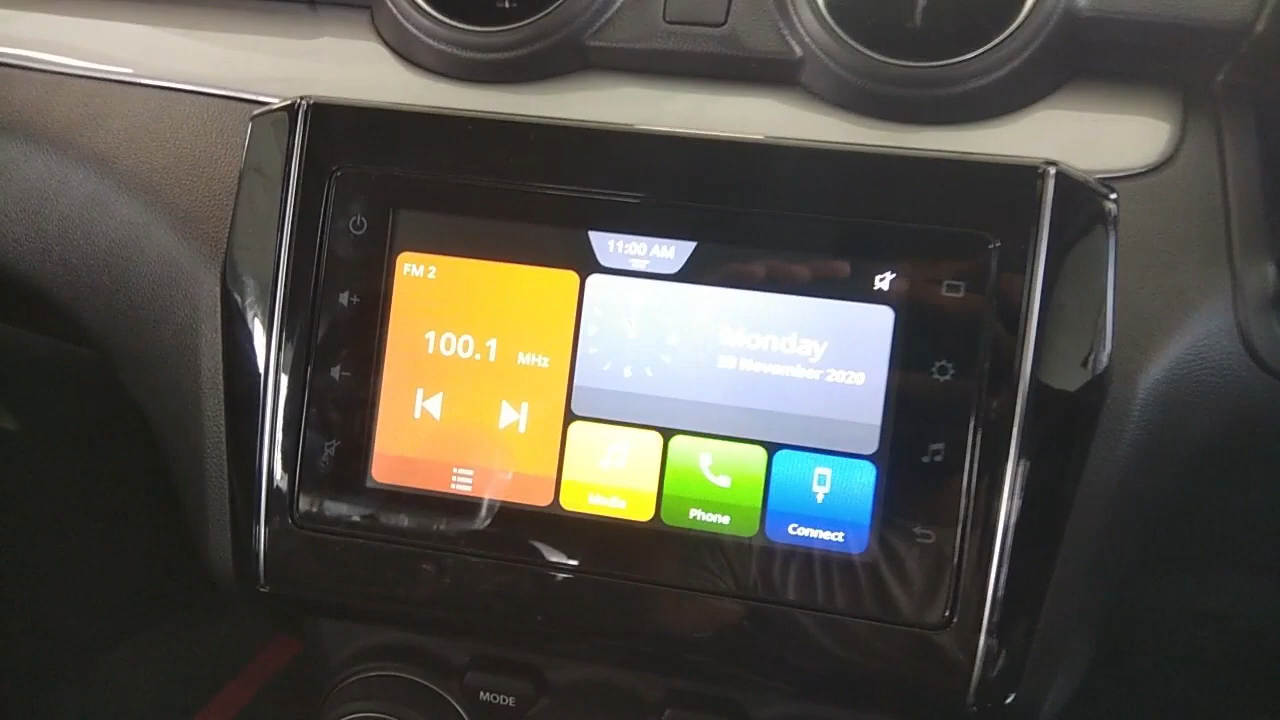 11:00 AM
FM 2
100.1 MHz
Monday
November 2020
Media
Phone
Connect
MODE